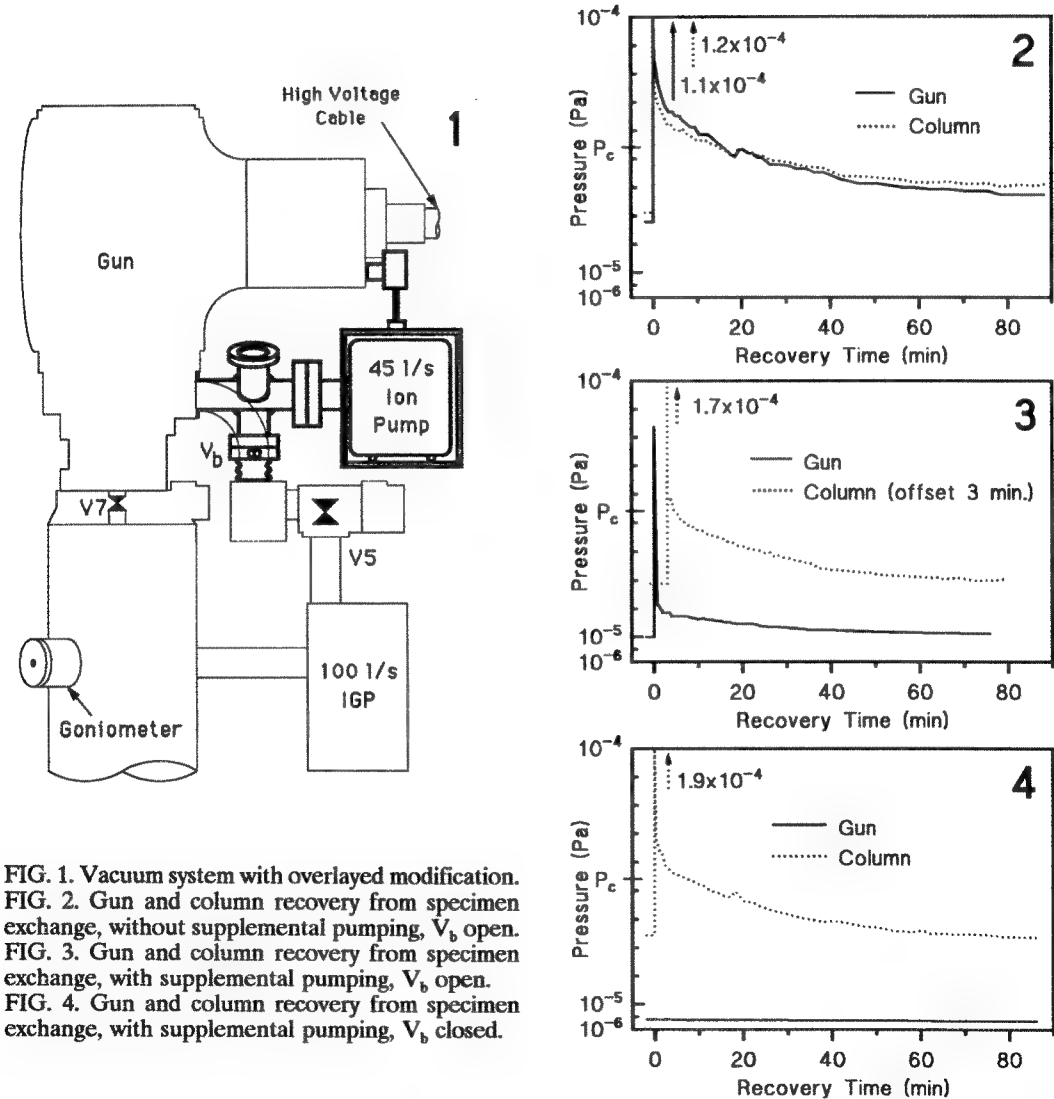 High Voltage
Cable
1
Gun
45 l/s
Ion
Pump
V_b
V7
V5
100 l/s
IGP
Goniometer
FIG. 1. Vacuum system with overlayed modification.
FIG. 2. Gun and column recovery from specimen
exchange, without supplemental pumping, V_b open.
FIG. 3. Gun and column recovery from specimen
exchange, with supplemental pumping, V_b open.
FIG. 4. Gun and column recovery from specimen
exchange, with supplemental pumping, V_b closed.
2
10⁻⁴
1.2x10⁻⁴
1.1x10⁻⁴
Gun
Column
Pressure (Pa)
P_c
10⁻⁵
10⁻⁶
0 20 40 60 80
Recovery Time (min)
3
10⁻⁴
1.7x10⁻⁴
Gun
Column (offset 3 min.)
Pressure (Pa)
P_c
10⁻⁵
10⁻⁶
0 20 40 60 80
Recovery Time (min)
4
10⁻⁴
1.9x10⁻⁴
Gun
Column
Pressure (Pa)
P_c
10⁻⁵
10⁻⁶
0 20 40 60 80
Recovery Time (min)